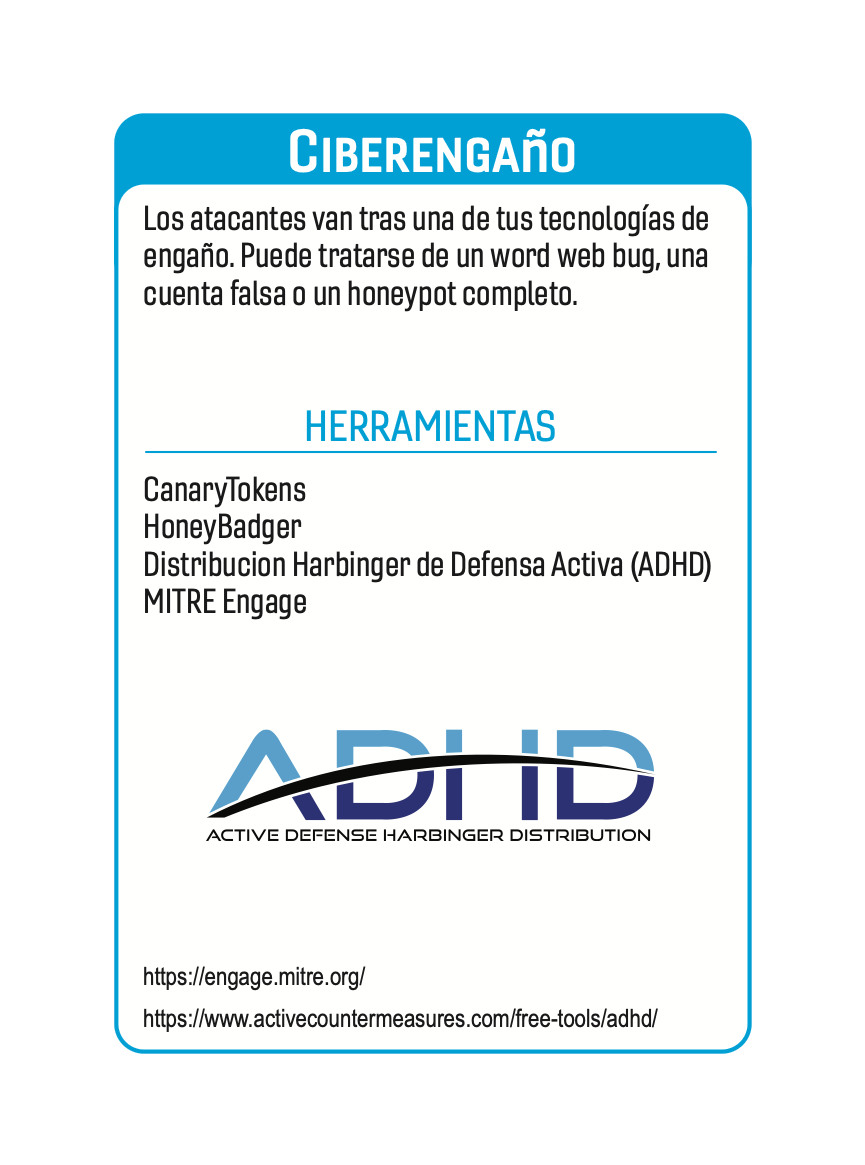 Ciberengaño
Los atacantes van tras una de tus tecnologías de
engaño. Puede tratarse de un word web bug, una
cuenta falsa o un honeypot completo.
HERRAMIENTAS
CanaryTokens
HoneyBadger
Distribucion Harbinger de Defensa Activa (ADHD)
MITRE Engage
ADHD
ACTIVE DEFENSE HARBINGER DISTRIBUTION
https://engage.mitre.org/
https://www.activecountermeasures.com/free-tools/adhd/